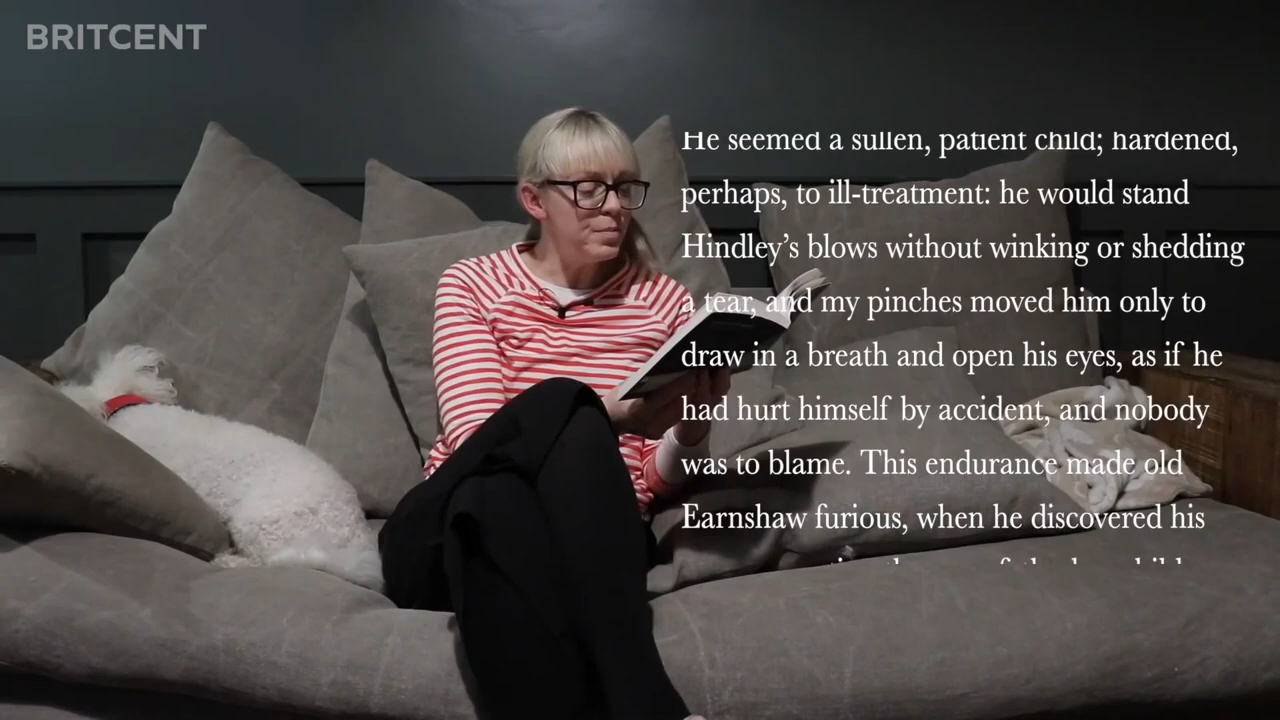 BRITCENT
He seemed a sullen, patient child; hardened,
perhaps, to ill-treatment: he would stand
Hindley’s blows without winking or shedding
a tear, and my pinches moved him only to
draw in a breath and open his eyes, as if he
had hurt himself by accident, and nobody
was to blame. This endurance made old
Earnshaw furious, when he discovered his